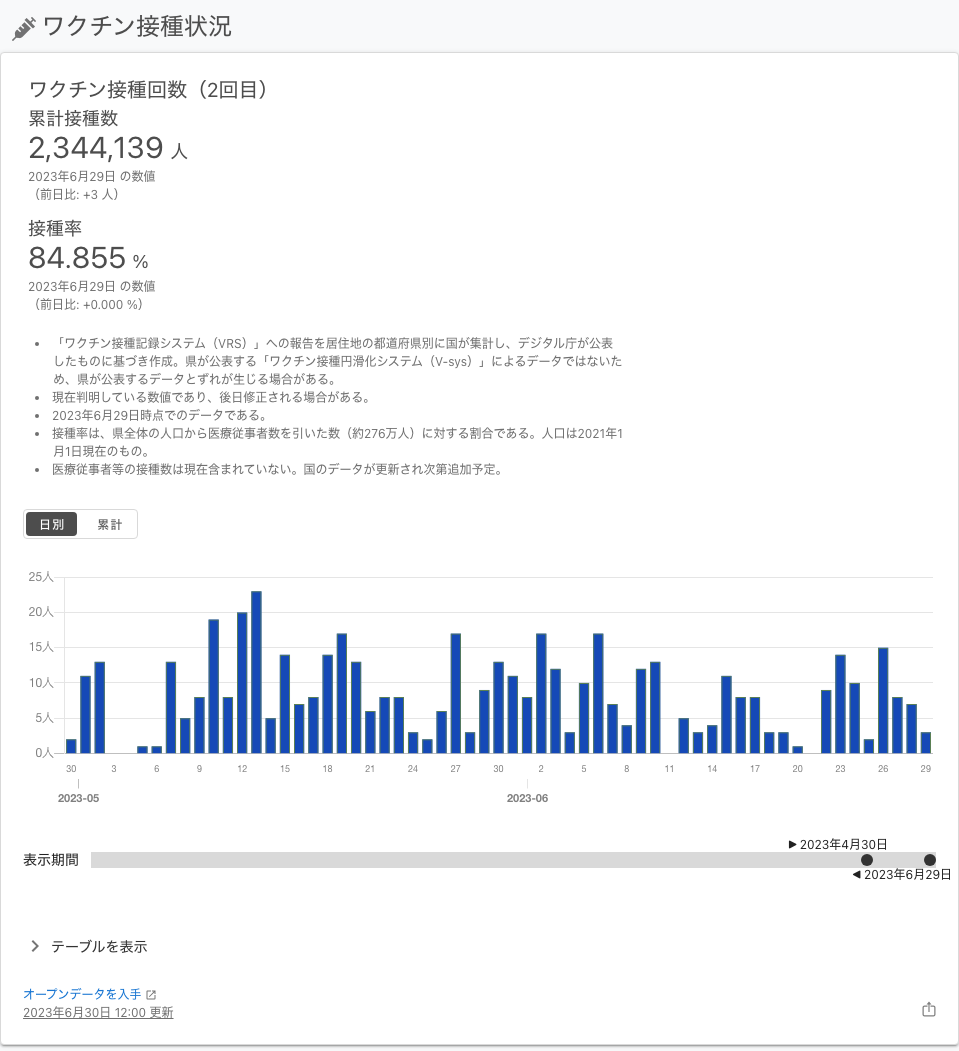 ワクチン接種状況
ワクチン接種回数（2回目）
累計接種数
2,344,139 人
2023年6月29日 の数値
（前日比: +3 人）
接種率
84.855 %
2023年6月29日 の数値
（前日比: +0.000 %）
• 「ワクチン接種記録システム（VRS）」への報告を居住地の都道府県別に国が集計し、デジタル庁が公表
したものに基づき作成。県が公表する「ワクチン接種円滑化システム（V-sys）」によるデータではないた
め、県が公表するデータとずれが生じる場合がある。
• 現在判明している数値であり、後日修正される場合がある。
• 2023年6月29日時点でのデータである。
• 接種率は、県全体の人口から医療従事者数を引いた数（約276万人）に対する割合である。人口は2021年1
月1日現在のもの。
• 医療従事者等の接種数は現在含まれていない。国のデータが更新され次第追加予定。
日別 累計
25人
20人
15人
10人
5人
0人
30 3 6 9 12 15 18 21 24 27 30 2 5 8 11 14 17 20 23 26 29
2023-05 2023-06
▶ 2023年4月30日
表示期間
◀ 2023年6月29日
テーブルを表示
オープンデータを入手
2023年6月30日 12:00 更新